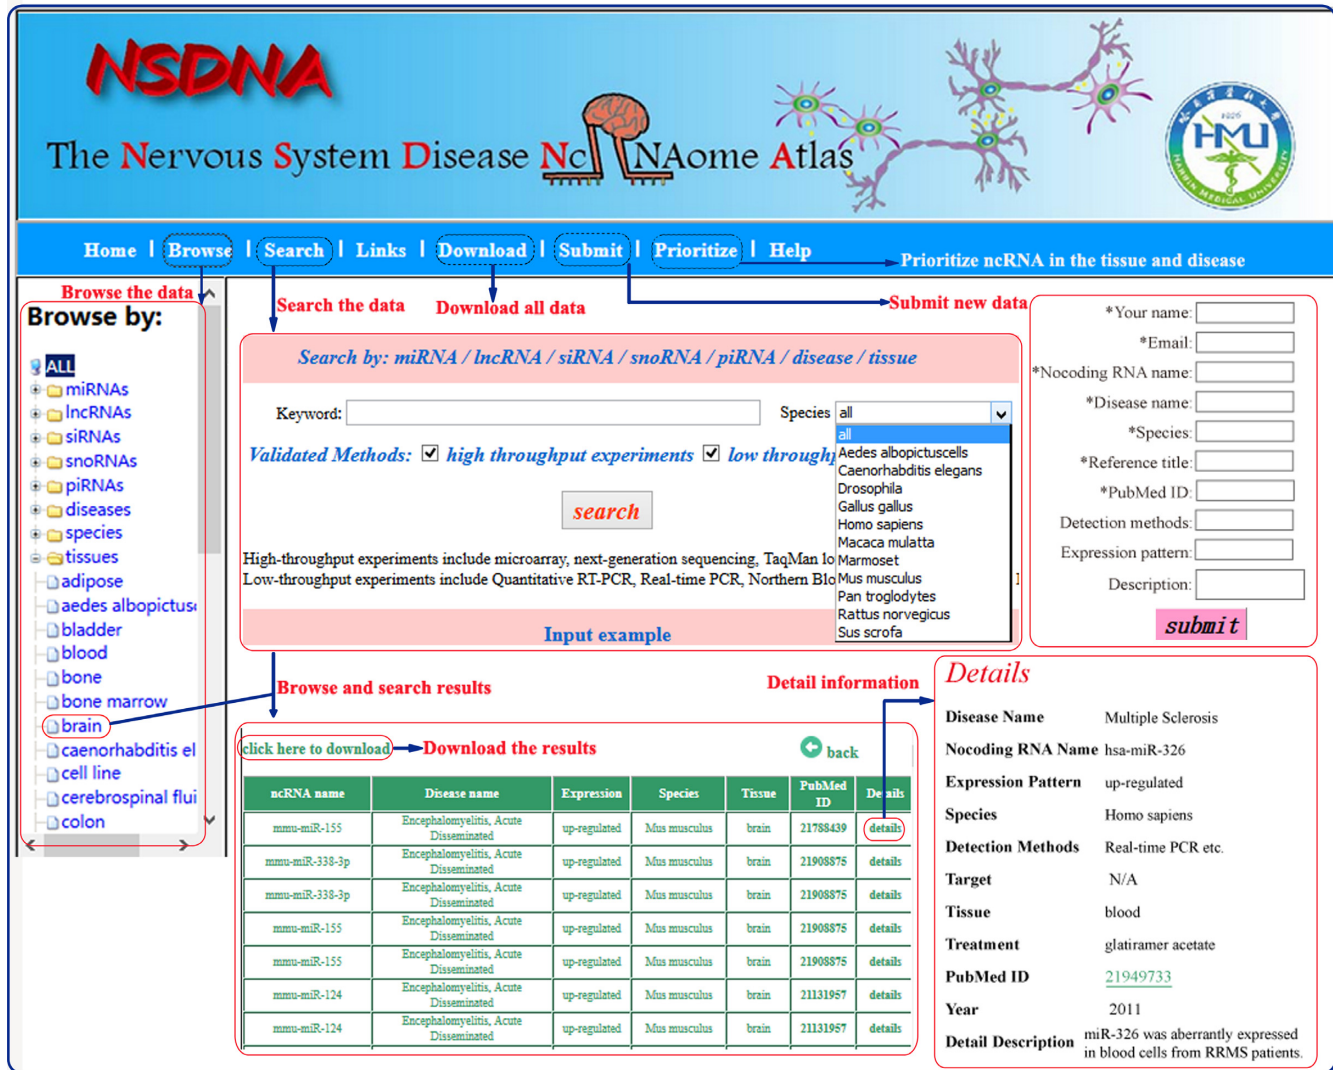 NSDNA
The Nervous System Disease NcRNAome Atlas
1926
HMU
HARBIN MEDICAL UNIVERSITY
Home | Browse | Search | Links | Download | Submit | Prioritize | Help
Prioritize ncRNA in the tissue and disease
Browse the data
Search the data
Download all data
Submit new data
Browse by:
ALL
miRNAs
lncRNAs
siRNAs
snoRNAs
piRNAs
diseases
species
tissues
adipose
aedes albopictus
bladder
blood
bone
bone marrow
brain
caenorhabditis el
cell line
cerebrospinal flui
colon
Search by: miRNA / lncRNA / siRNA / snoRNA / piRNA / disease / tissue
Keyword:
Species all
all
Aedes albopictuscells
Caenorhabditis elegans
Drosophila
Gallus gallus
Homo sapiens
Macaca mulatta
Marmoset
Mus musculus
Pan troglodytes
Rattus norvegicus
Sus scrofa
Validated Methods: high throughput experiments low through
search
High-throughput experiments include microarray, next-generation sequencing, TaqMan lo
Low-throughput experiments include Quantitative RT-PCR, Real-time PCR, Northern Blo
Input example
*Your name:
*Email:
*Nocoding RNA name:
*Disease name:
*Species:
*Reference title:
*PubMed ID:
Detection methods:
Expression pattern:
Description:
submit
Browse and search results
Detail information
click here to download
Download the results
back
ncRNA name Disease name Expression Species Tissue PubMed ID Details
mmu-miR-155 Encephalomyelitis, Acute Disseminated up-regulated Mus musculus brain 21788439 details
mmu-miR-338-3p Encephalomyelitis, Acute Disseminated up-regulated Mus musculus brain 21908875 details
mmu-miR-338-3p Encephalomyelitis, Acute Disseminated up-regulated Mus musculus brain 21908875 details
mmu-miR-155 Encephalomyelitis, Acute Disseminated up-regulated Mus musculus brain 21908875 details
mmu-miR-155 Encephalomyelitis, Acute Disseminated up-regulated Mus musculus brain 21908875 details
mmu-miR-124 Encephalomyelitis, Acute Disseminated up-regulated Mus musculus brain 21131957 details
mmu-miR-124 Encephalomyelitis, Acute Disseminated up-regulated Mus musculus brain 21131957 details
Details
Disease Name Multiple Sclerosis
Nocoding RNA Name hsa-miR-326
Expression Pattern up-regulated
Species Homo sapiens
Detection Methods Real-time PCR etc.
Target N/A
Tissue blood
Treatment glatiramer acetate
PubMed ID 21949733
Year 2011
Detail Description miR-326 was aberrantly expressed
in blood cells from RRMS patients.